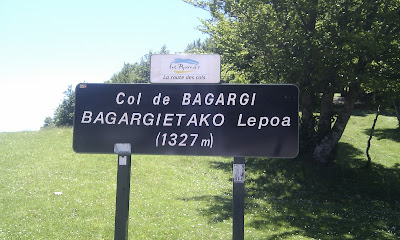 La route des cols
Col de BAGARGI
BAGARGIETAKO Lepoa
(1327 m)